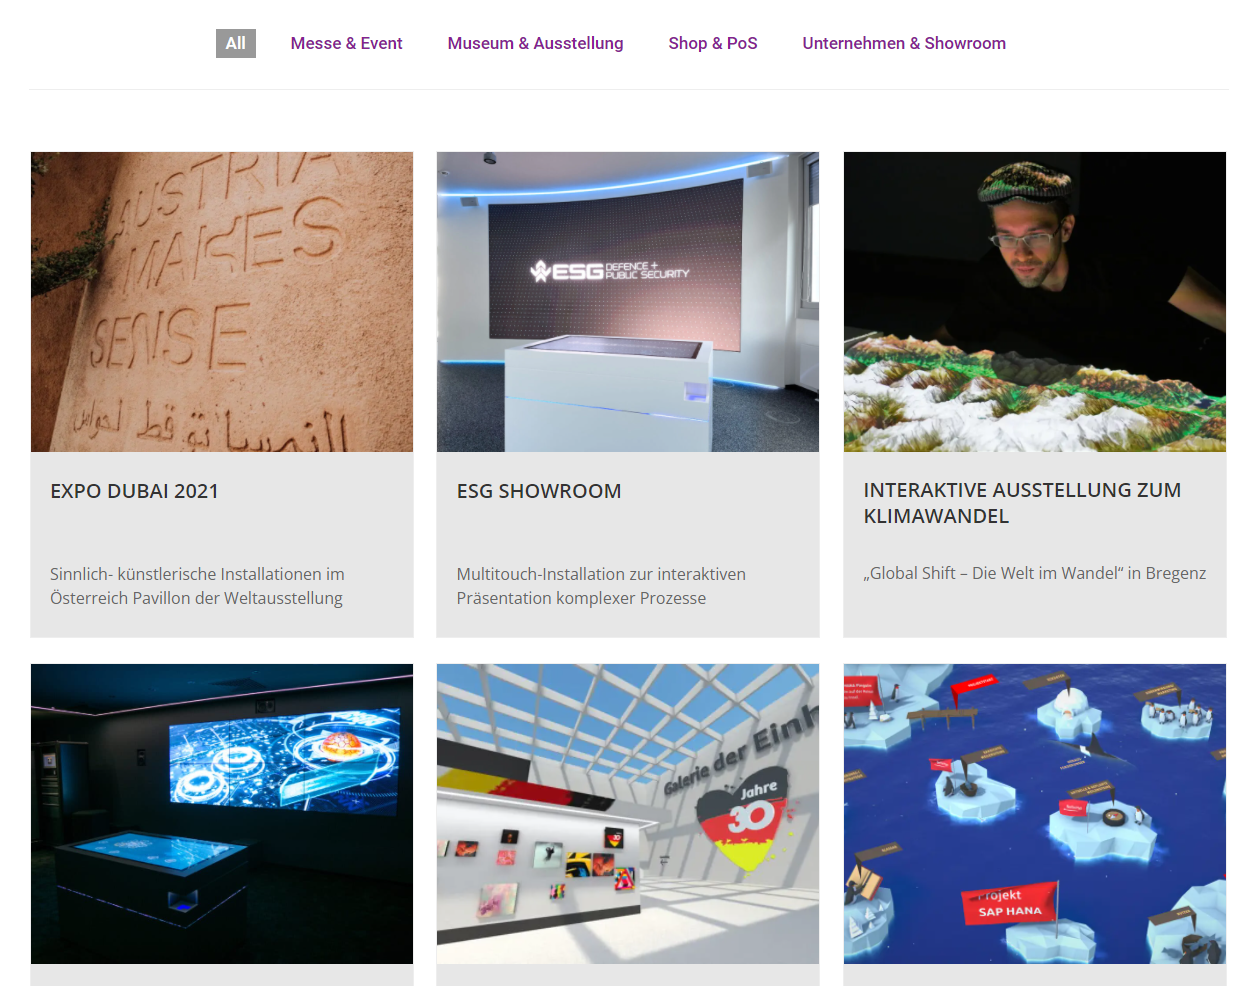 All
Messe & Event
Museum & Ausstellung
Shop & PoS
Unternehmen & Showroom
AUSTRIA
MAKES
SENSE
النمسا تو قظ لحواس
ESG DEFENCE +
PUBLIC SECURITY
EXPO DUBAI 2021
Sinnlich- künstlerische Installationen im
Österreich Pavillon der Weltausstellung
ESG SHOWROOM
Multitouch-Installation zur interaktiven
Präsentation komplexer Prozesse
INTERAKTIVE AUSSTELLUNG ZUM
KLIMAWANDEL
„Global Shift – Die Welt im Wandel“ in Bregenz
Galerie der Einh
Jahre
30
Projekt
SAP HANA